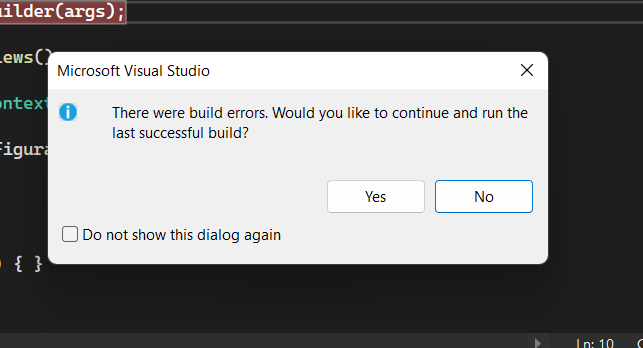 uilder(args);
iews()
Microsoft Visual Studio
ontext
There were build errors. Would you like to continue and run the
last successful build?
figura
Yes
No
Do not show this dialog again
{ }
Ln: 10